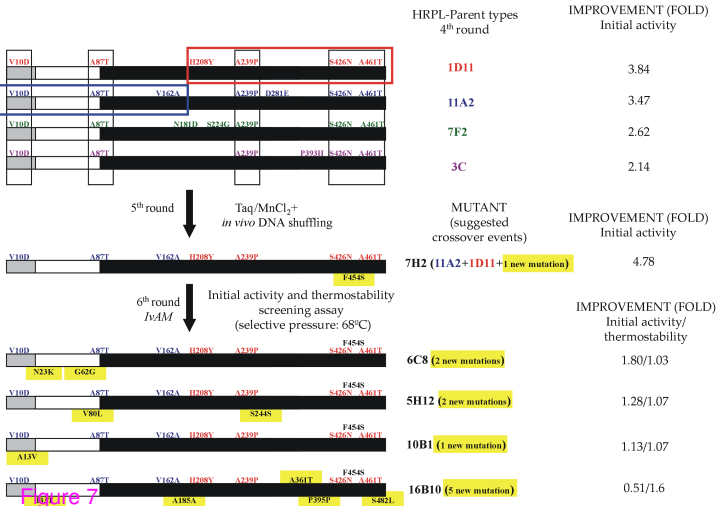 HRPL-Parent types
4th round
IMPROVEMENT (FOLD)
Initial activity
V10D A87T H208Y A239P S426N A461T
1D11 3.84
V10D A87T V162A A239P D281E S426N A461T
11A2 3.47
V10D A87T N181D S224G A239P S426N A461T
7F2 2.62
V10D A87T A239P P393H S426N A461T
3C 2.14
5th round
Taq/MnCl2+
in vivo DNA shuffling
MUTANT
(suggested
crossover events)
IMPROVEMENT (FOLD)
Initial activity
V10D A87T V162A H208Y A239P S426N A461T
7H2 (11A2+1D11+1 new mutation) 4.78
F454S
6th round
IvAM
Initial activity and thermostability
screening assay
(selective pressure: 68ºC)
IMPROVEMENT (FOLD)
Initial activity/
thermostability
F454S
V10D A87T V162A H208Y A239P S426N A461T
6C8 (2 new mutations) 1.80/1.03
N23K G62G
F454S
V10D A87T V162A H208Y A239P S426N A461T
5H12 (2 new mutations) 1.28/1.07
V80L S244S
F454S
V10D A87T V162A H208Y A239P S426N A461T
10B1 (1 new mutation) 1.13/1.07
A13V
F454S
V10D A87T V162A H208Y A239P A361T S426N A461T
16B10 (5 new mutation) 0.51/1.6
A185A P395P S482L
Figure 7